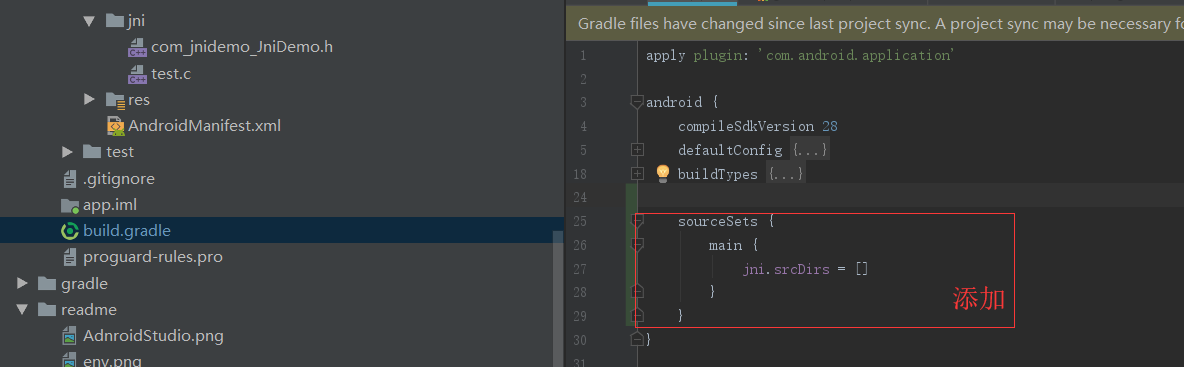 jni
com_jnidemo_JniDemo.h
test.c
res
AndroidManifest.xml
test
.gitignore
app.iml
build.gradle
proguard-rules.pro
gradle
readme
AdnroidStudio.png
env.png
Gradle files have changed since last project sync. A project sync may be necessary fo
1 apply plugin: 'com.android.application'
2
3 android {
4 compileSdkVersion 28
5 defaultConfig {...}
18 buildTypes {...}
24
25 sourceSets {
26 main {
27 jni.srcDirs = []
28 }
29 }
30 }
31
添加